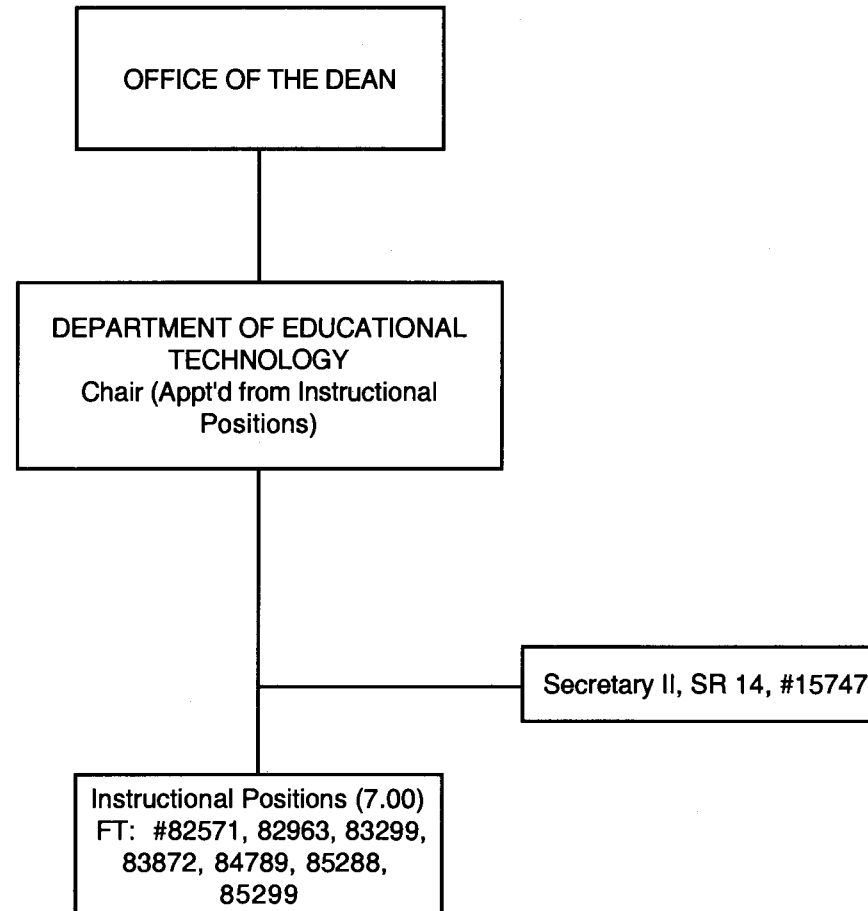 OFFICE OF THE DEAN
DEPARTMENT OF EDUCATIONAL
TECHNOLOGY
Chair (Appt'd from Instructional
Positions)
Secretary II, SR 14, #15747
Instructional Positions (7.00)
FT: #82571, 82963, 83299,
83872, 84789, 85288,
85299